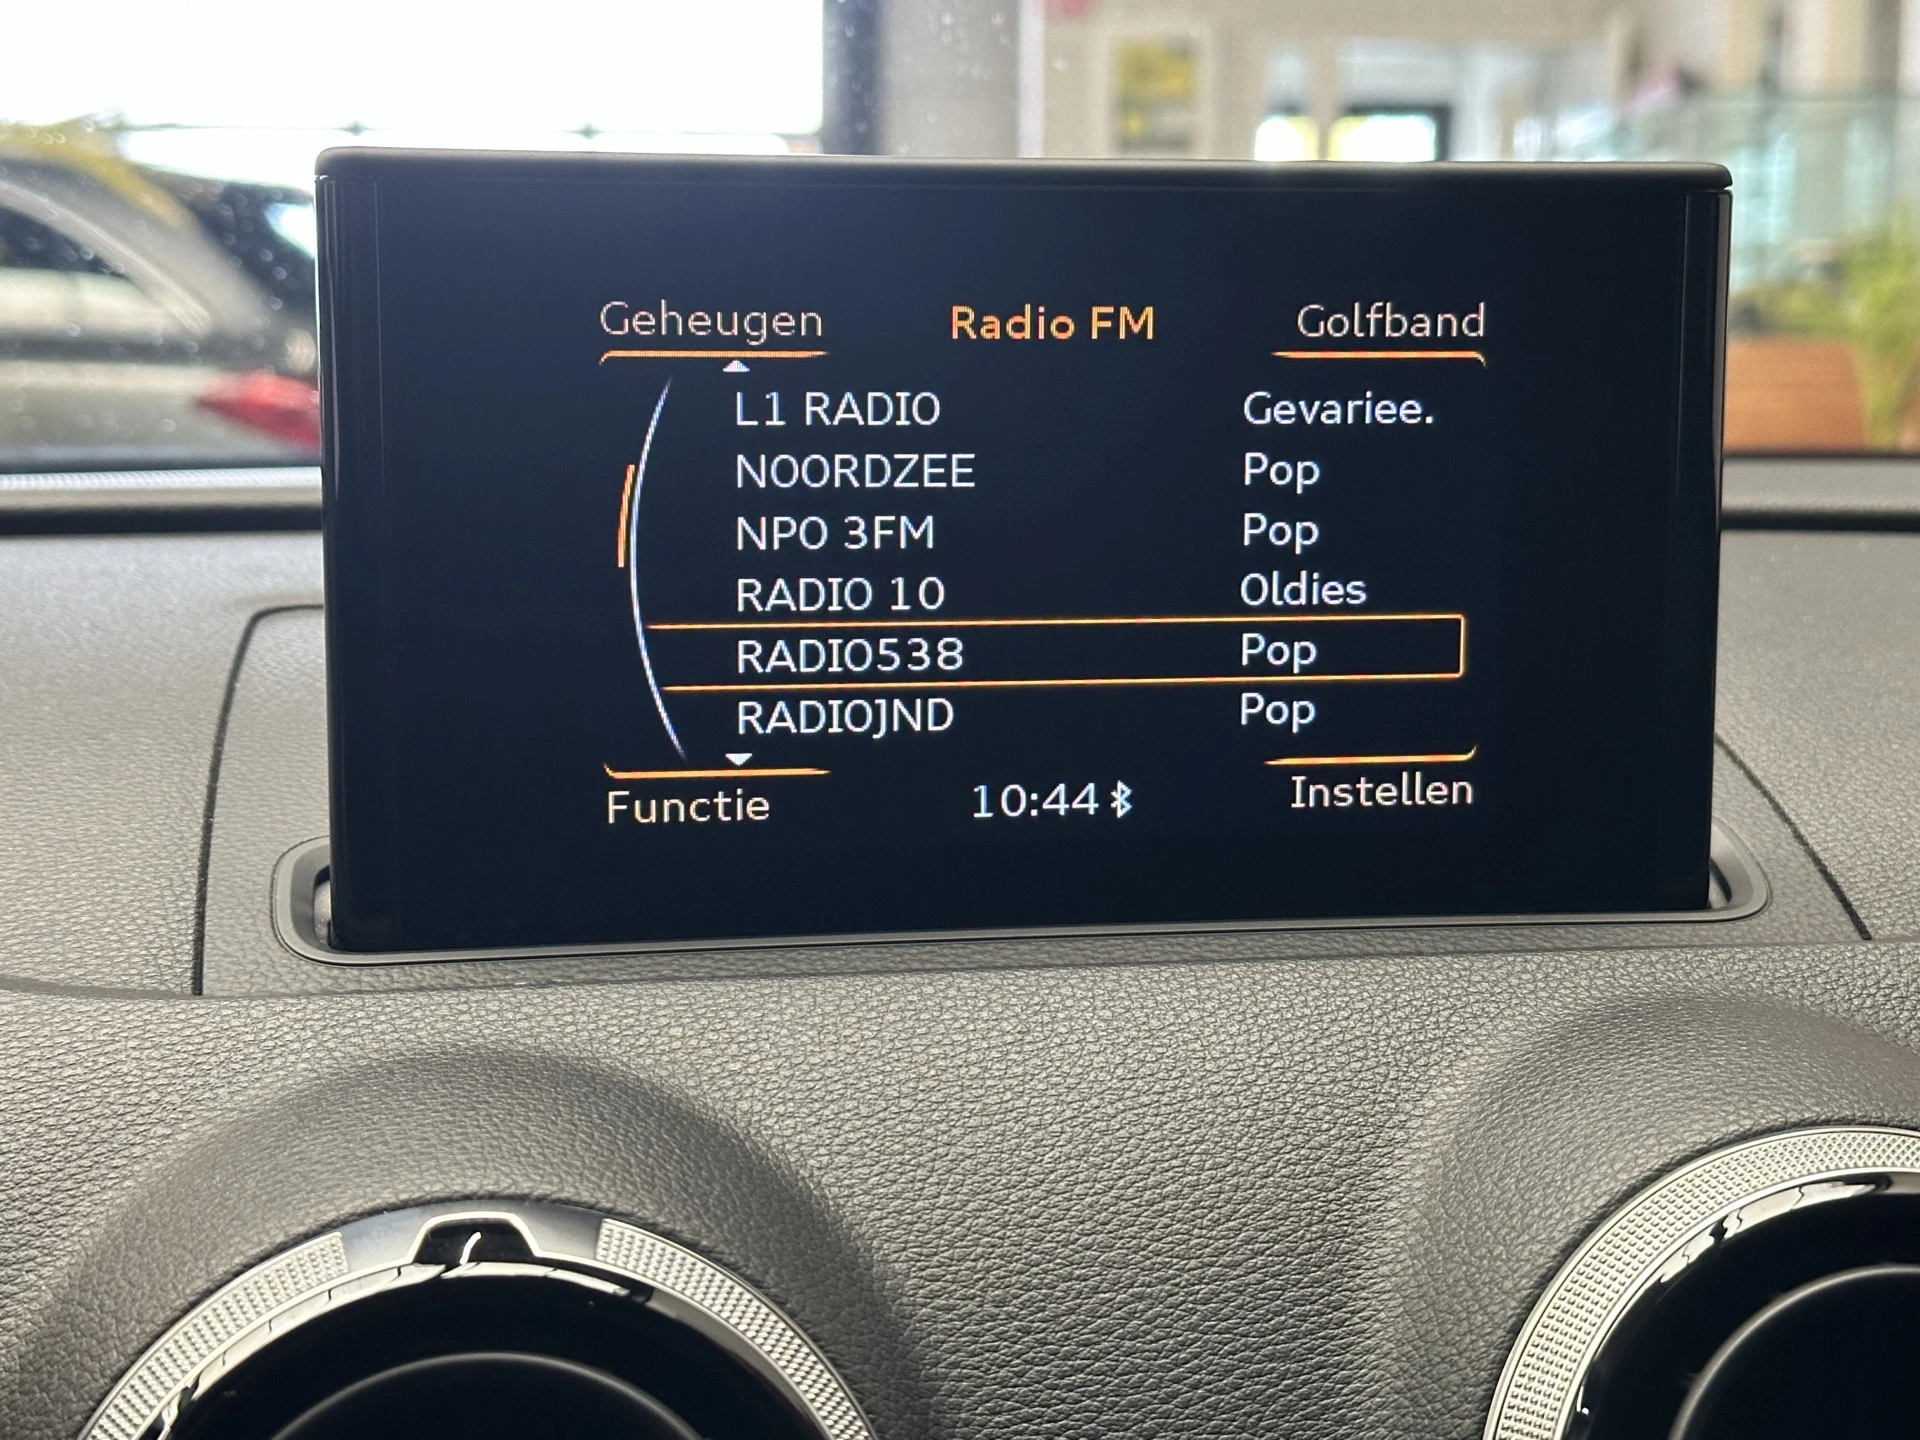 Geheugen Radio FM Golfband
L1 RADIO Gevariee.
NOORDZEE Pop
NPO 3FM Pop
RADIO 10 Oldies
RADIO538 Pop
RADIOJND Pop
Functie 10:44 Instellen